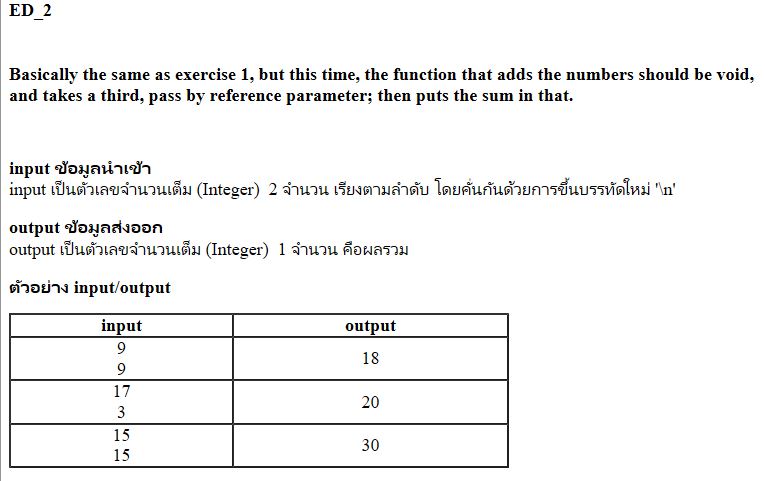 ED_2
Basically the same as exercise 1, but this time, the function that adds the numbers should be void,
and takes a third, pass by reference parameter; then puts the sum in that.
input ข้อมูลนำเข้า
input เป็นตัวเลขจำนวนเต็ม (Integer) 2 จำนวน เรียงตามลำดับ โดยคั่นกันด้วยการขึ้นบรรทัดใหม่ '\n'
output ข้อมูลส่งออก
output เป็นตัวเลขจำนวนเต็ม (Integer) 1 จำนวน คือผลรวม
ตัวอย่าง input/output
input output
9
9
18
17
3
20
15
15
30